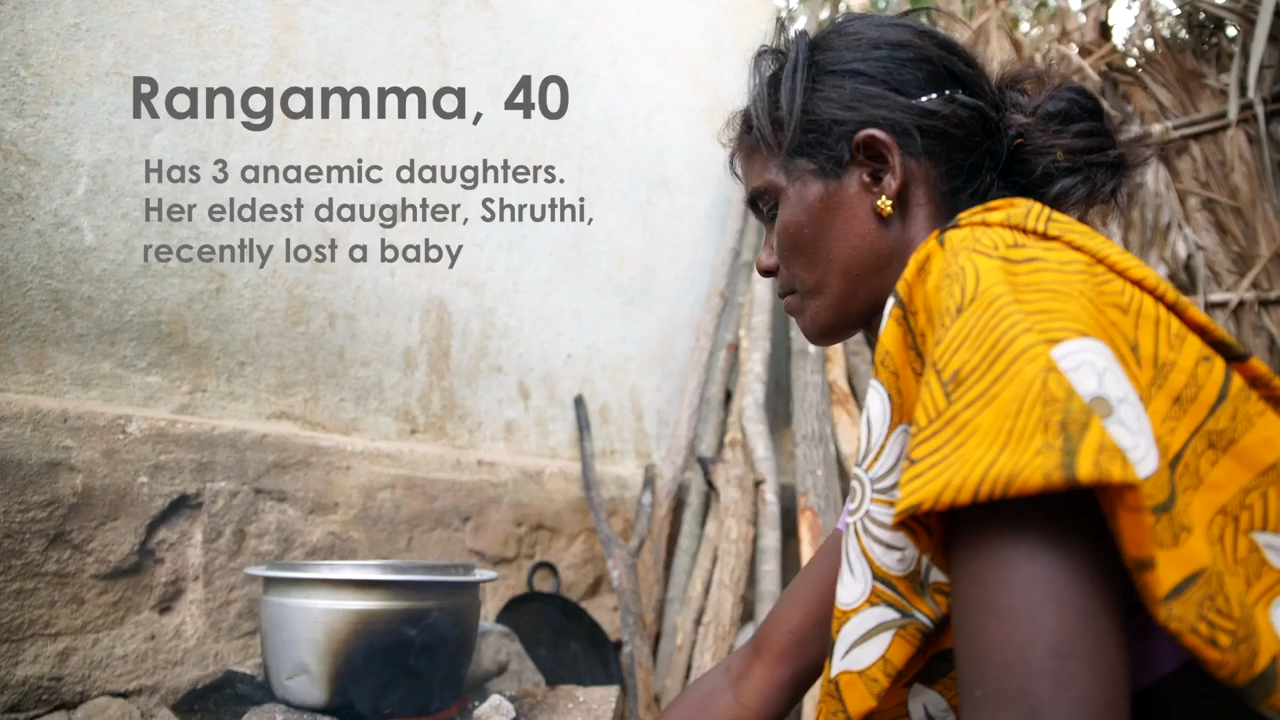 Rangamma, 40
Has 3 anaemic daughters.
Her eldest daughter, Shruthi,
recently lost a baby